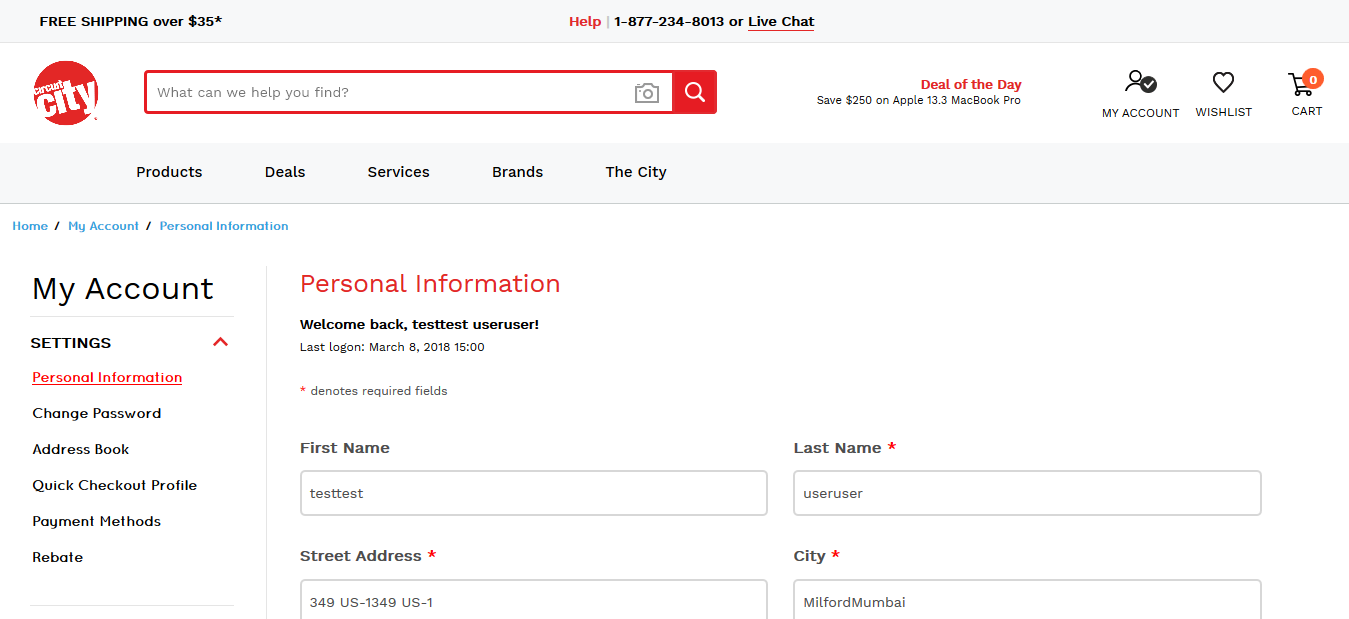 FREE SHIPPING over $35*
Help | 1-877-234-8013 or Live Chat
circuit
city
What can we help you find?
Deal of the Day
Save $250 on Apple 13.3 MacBook Pro
MY ACCOUNT
WISHLIST
0
CART
Products Deals Services Brands The City
Home / My Account / Personal Information
My Account
SETTINGS
Personal Information
Change Password
Address Book
Quick Checkout Profile
Payment Methods
Rebate
Personal Information
Welcome back, testtest useruser!
Last logon: March 8, 2018 15:00
* denotes required fields
First Name
testtest
Last Name *
useruser
Street Address *
349 US-1349 US-1
City *
MilfordMumbai